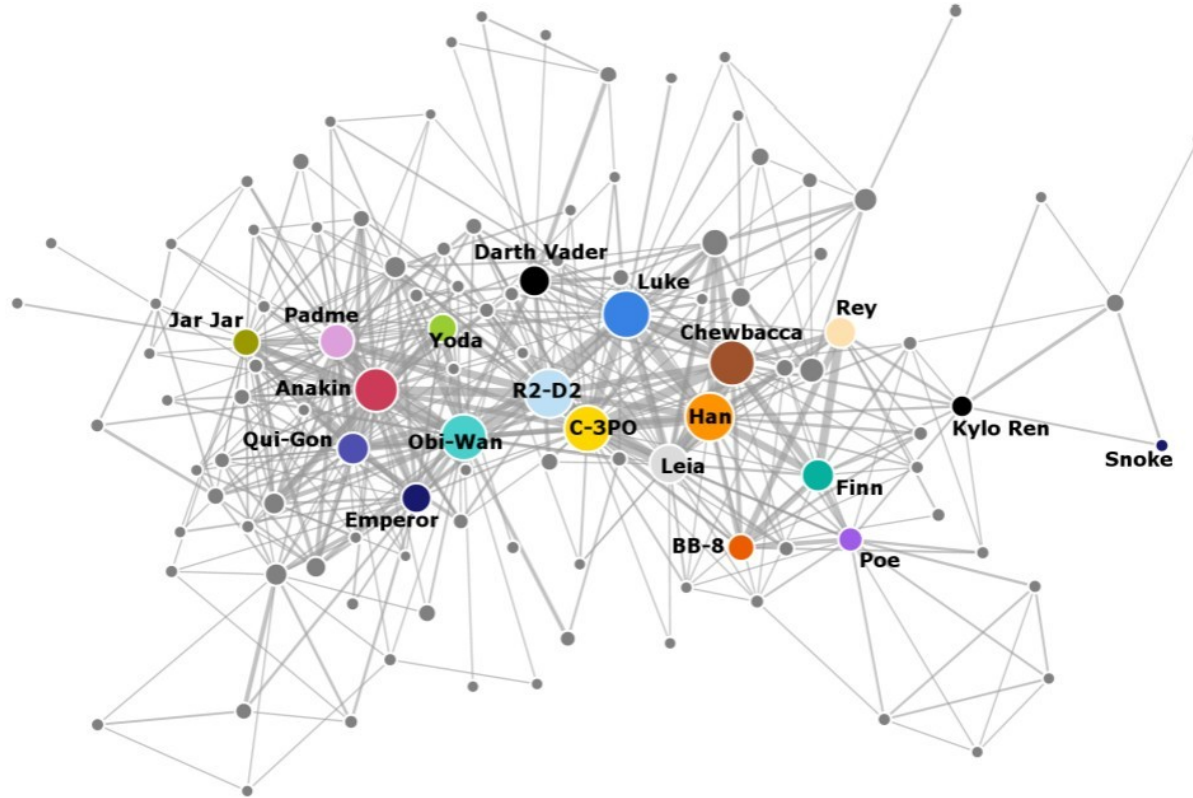 Darth Vader
Luke
Rey
Jar Jar
Padme
Yoda
Chewbacca
Anakin
R2-D2
C-3PO
Han
Kylo Ren
Qui-Gon
Obi-Wan
Leia
Snoke
Finn
Emperor
BB-8
Poe